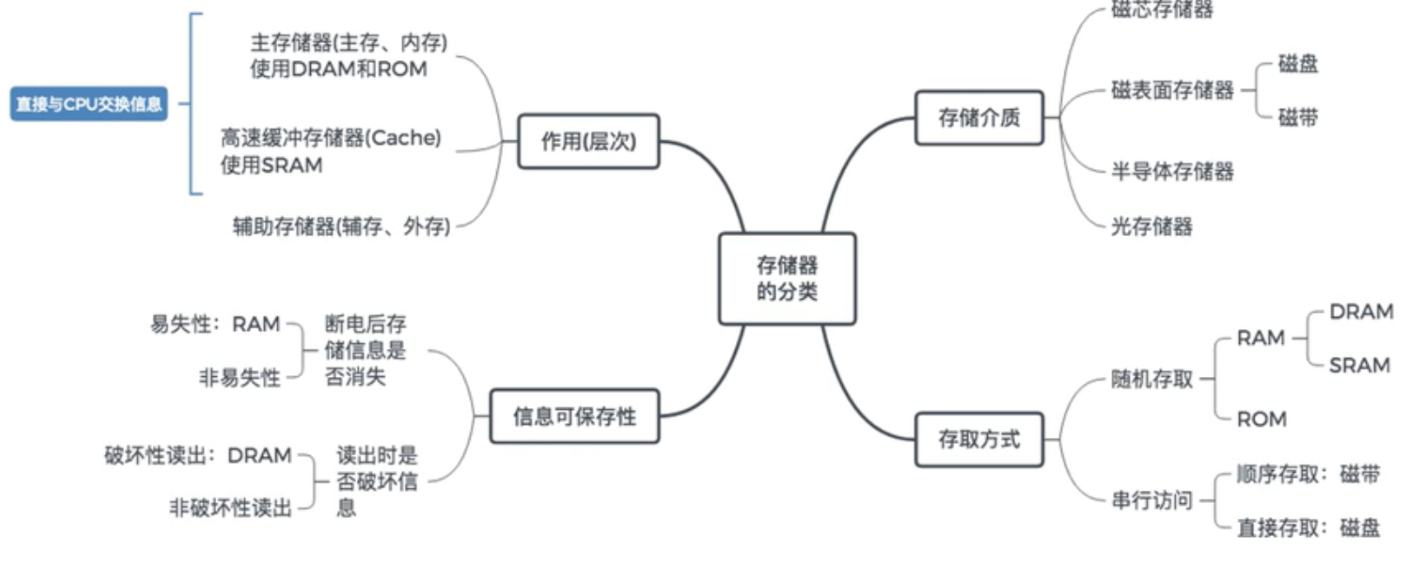 存储器
的分类
作用(层次)
主存储器(主存、内存)
使用DRAM和ROM
高速缓冲存储器(Cache)
使用SRAM
直接与CPU交换信息
辅助存储器(辅存、外存)
信息可保存性
断电后存
储信息是
否消失
易失性：RAM
非易失性
读出时是
否破坏信
息
破坏性读出：DRAM
非破坏性读出
存储介质
磁芯存储器
磁表面存储器
磁盘
磁带
半导体存储器
光存储器
存取方式
随机存取
RAM
DRAM
SRAM
ROM
串行访问
顺序存取：磁带
直接存取：磁盘